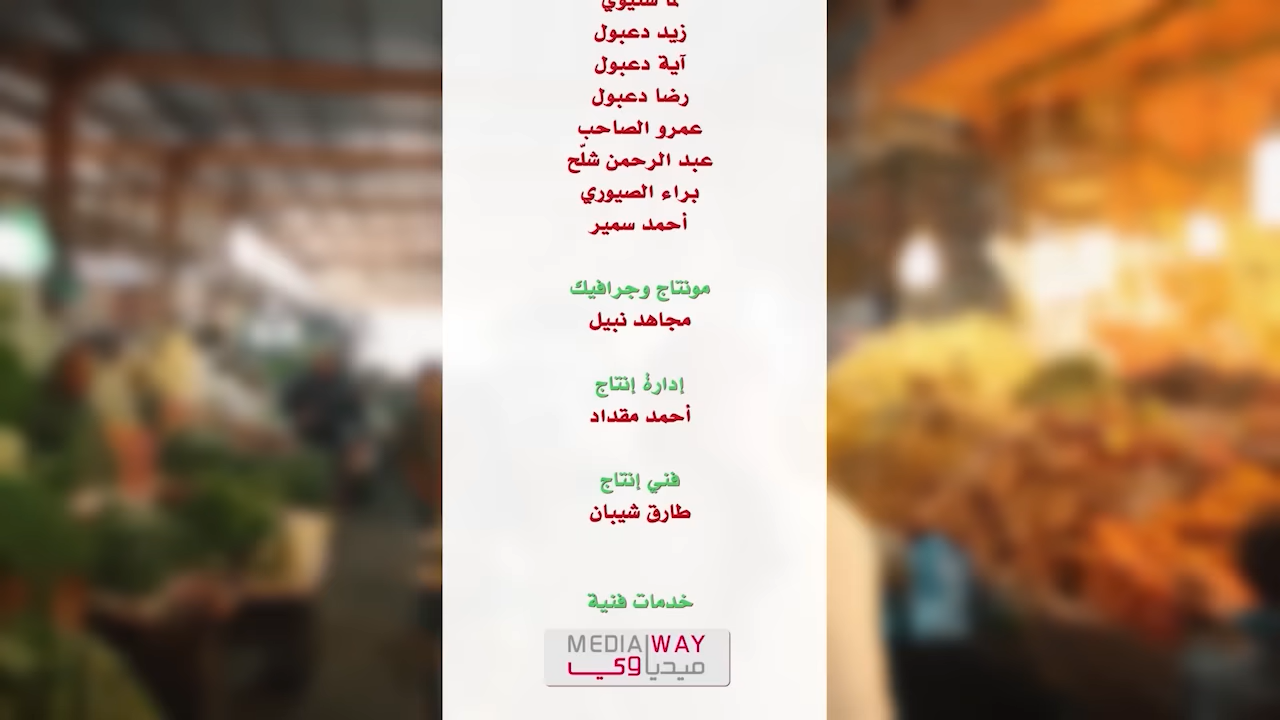 زيد دعبول
آية دعبول
رضا دعبول
عمرو الصاحب
عبد الرحمن شلّح
براء الصيوري
أحمد سمير
مونتاج وجرافيك
مجاهد نبيل
إدارة إنتاج
أحمد مقداد
فني إنتاج
طارق شيبان
خدمات فنية
MEDIA WAY
ميديا وي